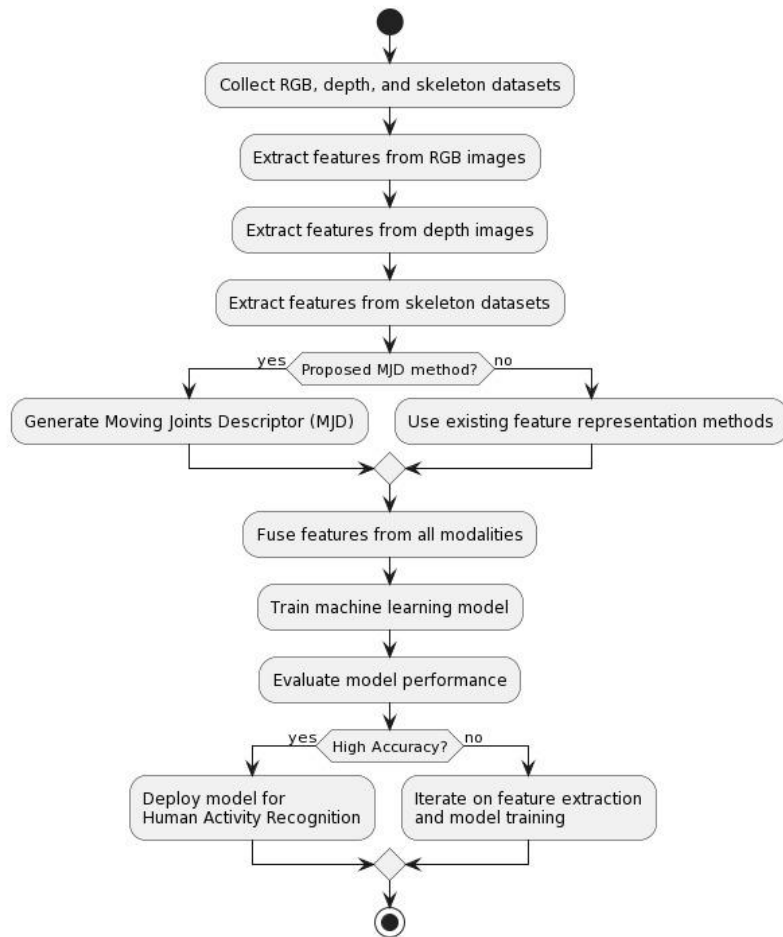 Collect RGB, depth, and skeleton datasets
Extract features from RGB images
Extract features from depth images
Extract features from skeleton datasets
yes
Proposed MJD method?
no
Generate Moving Joints Descriptor (MJD)
Use existing feature representation methods
Fuse features from all modalities
Train machine learning model
Evaluate model performance
yes
High Accuracy?
no
Deploy model for
Human Activity Recognition
Iterate on feature extraction
and model training